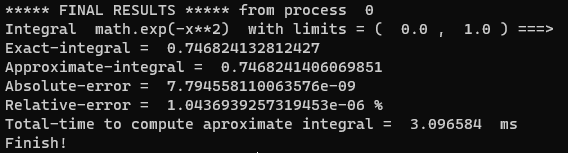 ***** FINAL RESULTS ***** from process  0
Integral  math.exp(-x**2)  with limits = (  0.0 ,  1.0 ) ===>
Exact-integral =  0.746824132812427
Approximate-integral =  0.7468241406069851
Absolute-error =  7.794558110063576e-09
Relative-error =  1.0436939257319453e-06 %
Total-time to compute aproximate integral =  3.096584  ms
Finish!